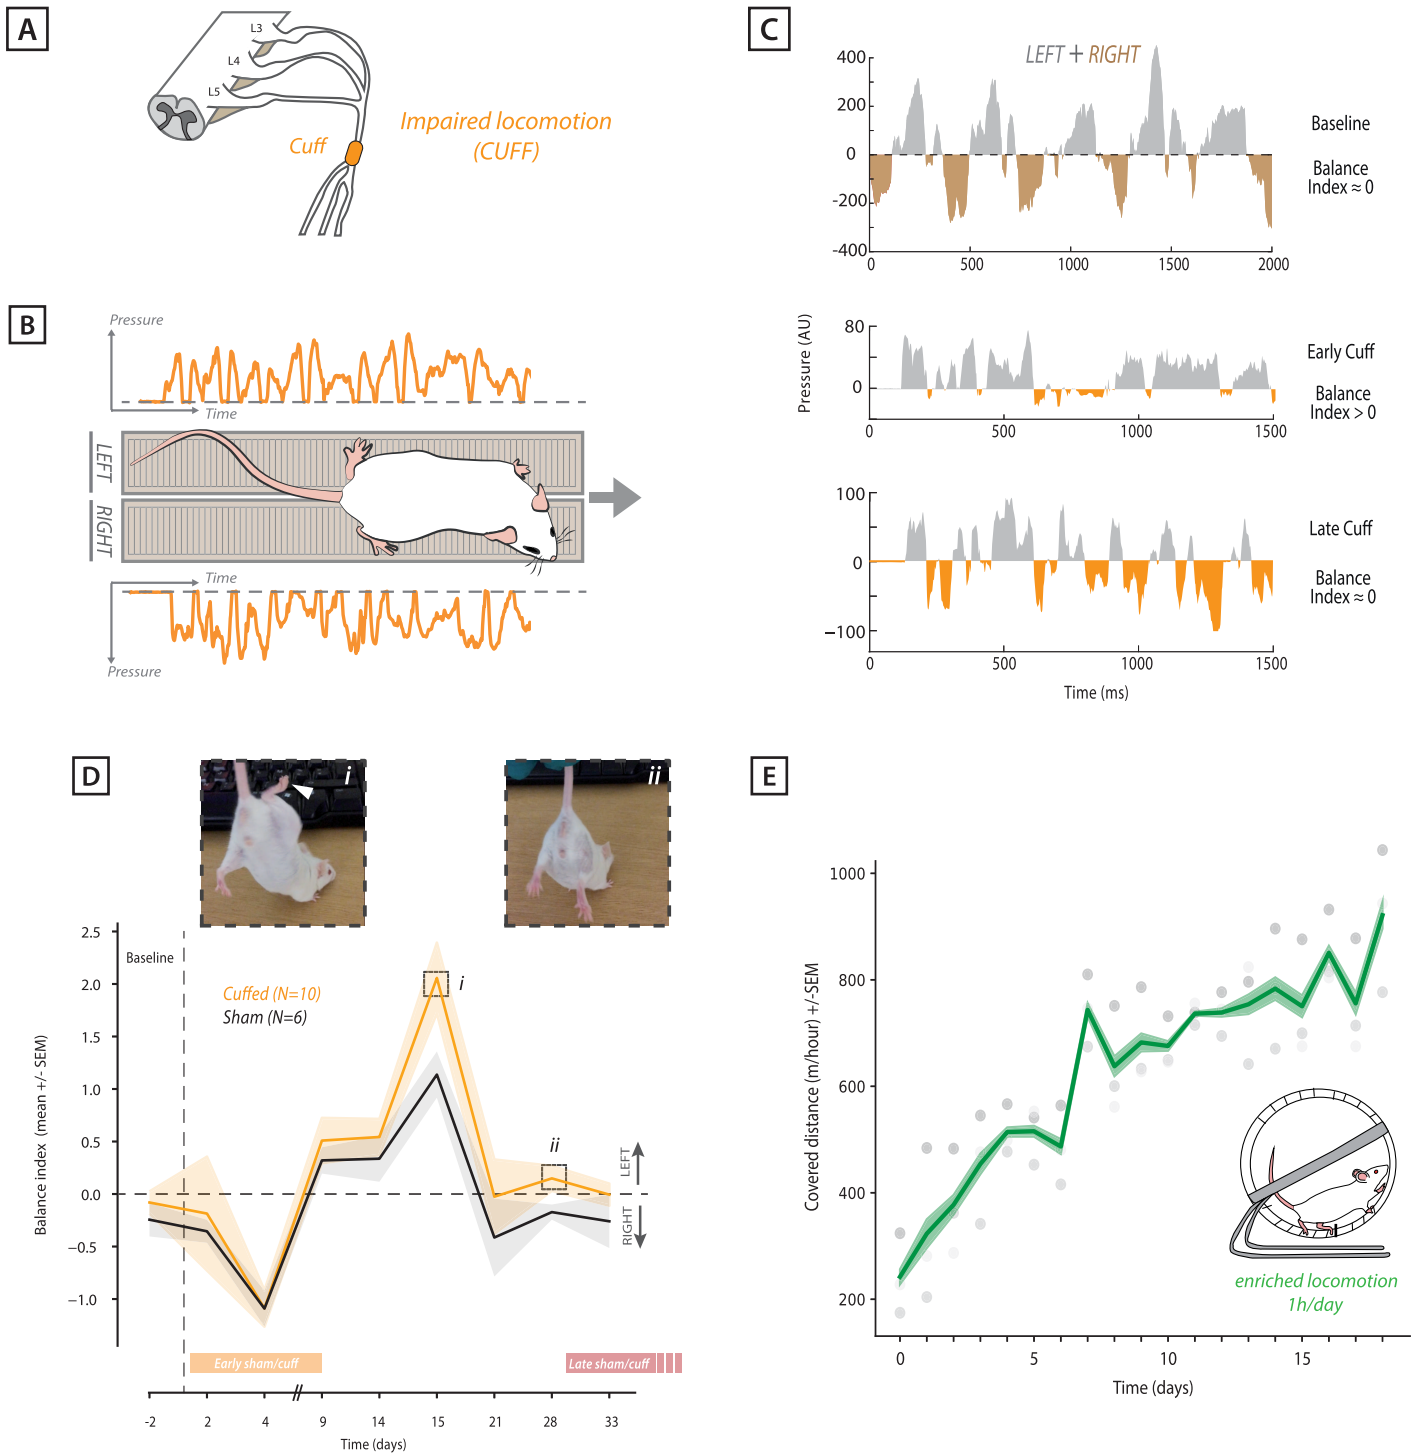 A
L3
L4
L5
Cuff
Impaired locomotion
(CUFF)
B
Pressure
Time
LEFT
RIGHT
Time
Pressure
C
LEFT + RIGHT
400
200
0
-200
-400
0 500 1000 1500 2000
Baseline
Balance
Index ≈ 0
Pressure (AU)
80
0
0 500 1000 1500
Early Cuff
Balance
Index > 0
100
0
−100
0 500 1000 1500
Late Cuff
Balance
Index ≈ 0
Time (ms)
D
i
ii
Balance index (mean +/- SEM)
2.5
2.0
1.5
1.0
0.5
0.0
−0.5
−1.0
Baseline
Cuffed (N=10)
Sham (N=6)
i
ii
LEFT
RIGHT
Early sham/cuff
Late sham/cuff
-2 2 4 9 14 15 21 28 33
Time (days)
E
Covered distance (m/hour) +/-SEM
1000
800
600
400
200
0 5 10 15
Time (days)
enriched locomotion
1h/day